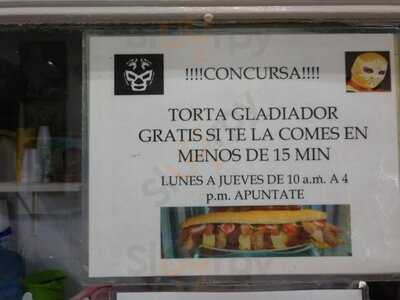 !!!!CONCURSA!!!!
TORTA GLADIADOR
GRATIS SI TE LA COMES EN
MENOS DE 15 MIN
LUNES A JUEVES DE 10 a.m. A 4
p.m. APUNTATE